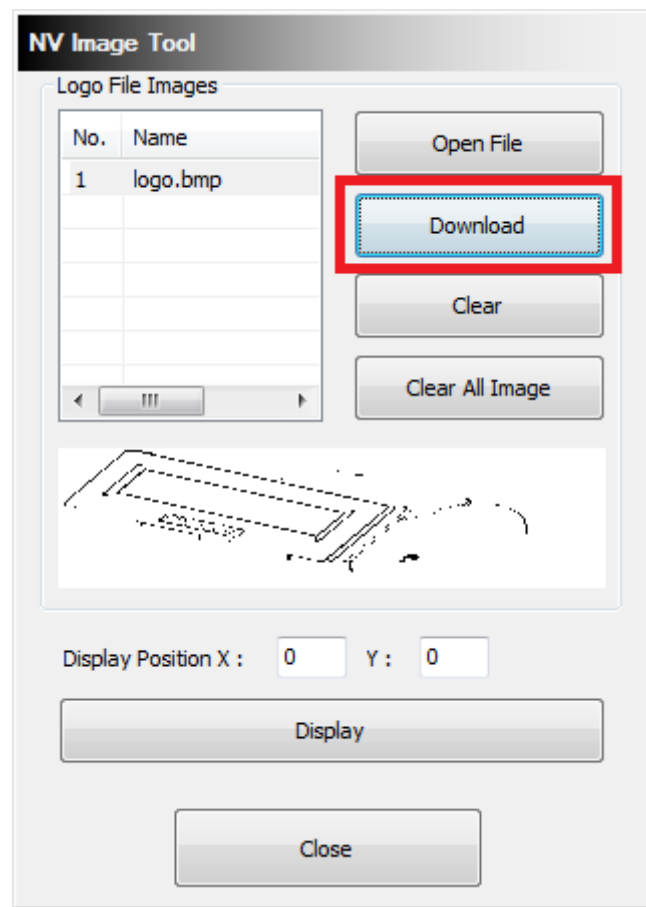 NV Image Tool
Logo File Images
No. Name
1 logo.bmp
Open File
Download
Clear
Clear All Image
Display Position X : 0 Y : 0
Display
Close